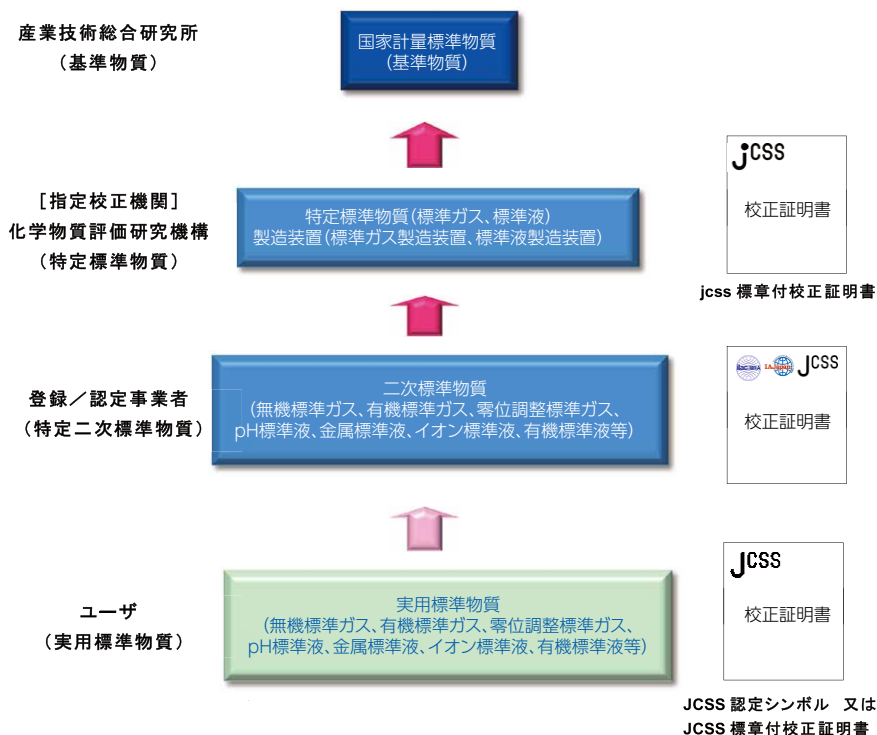 産業技術総合研究所
（基準物質）
国家計量標準物質
（基準物質）
［指定校正機関］
化学物質評価研究機構
（特定標準物質）
特定標準物質（標準ガス、標準液）
製造装置（標準ガス製造装置、標準液製造装置）
jcss
校正証明書
jcss 標章付校正証明書
登録／認定事業者
（特定二次標準物質）
二次標準物質
（無機標準ガス、有機標準ガス、零位調整標準ガス、
pH標準液、金属標準液、イオン標準液、有機標準液等）
JCSS
校正証明書
ユーザ
（実用標準物質）
実用標準物質
（無機標準ガス、有機標準ガス、零位調整標準ガス、
pH標準液、金属標準液、イオン標準液、有機標準液等）
JCSS
校正証明書
JCSS 認定シンボル　又は
JCSS 標章付校正証明書